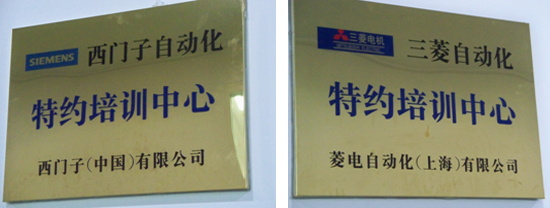 SIEMENS 西门子自动化
特约培训中心
西门子(中国)有限公司
三菱电机 三菱自动化
MITSUBISHI ELECTRIC
特约培训中心
菱电自动化(上海)有限公司